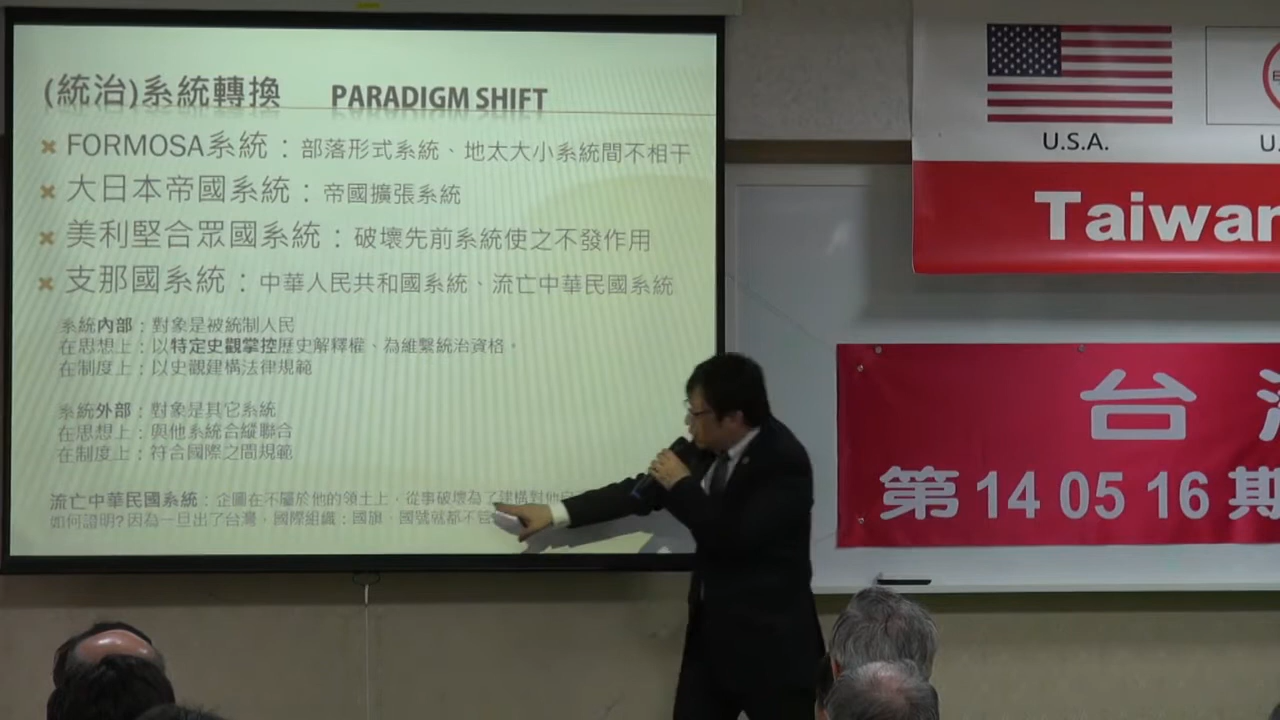 (統治)系統轉換 PARADIGM SHIFT
FORMOSA系統：部落形式系統、地太大小系統間不相干
大日本帝國系統：帝國擴張系統
美利堅合眾國系統：破壞先前系統使之不發作用
支那國系統：中華人民共和國系統、流亡中華民國系統
系統內部：對象是被統制人民
在思想上：以特定史觀掌控歷史解釋權、為維繫統治資格。
在制度上：以史觀建構法律規範
系統外部：對象是其它系統
在思想上：與他系統合縱聯合
在制度上：符合國際之間規範
流亡中華民國系統：企圖在不屬於他的領土上，從事破壞為了建構對他
如何證明?因為一旦出了台灣，國際組織：國旗、國號就都不
U.S.A.
U.
Taiwan
台
第 14 05 16 期